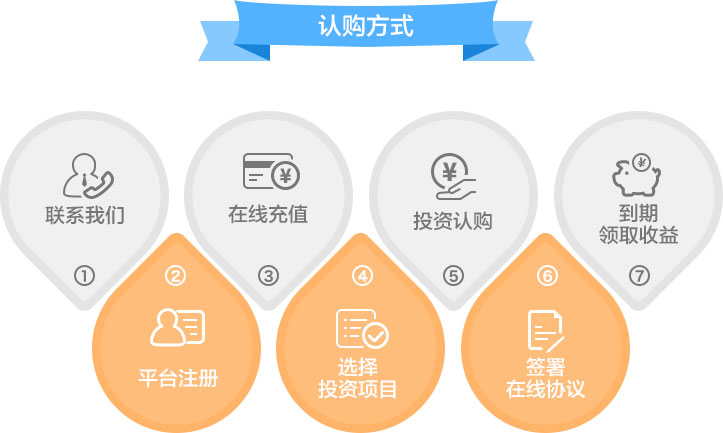 认购方式
联系我们
①
②
平台注册
在线充值
③
④
选择
投资项目
投资认购
⑤
⑥
签署
在线协议
到期
领取收益
⑦